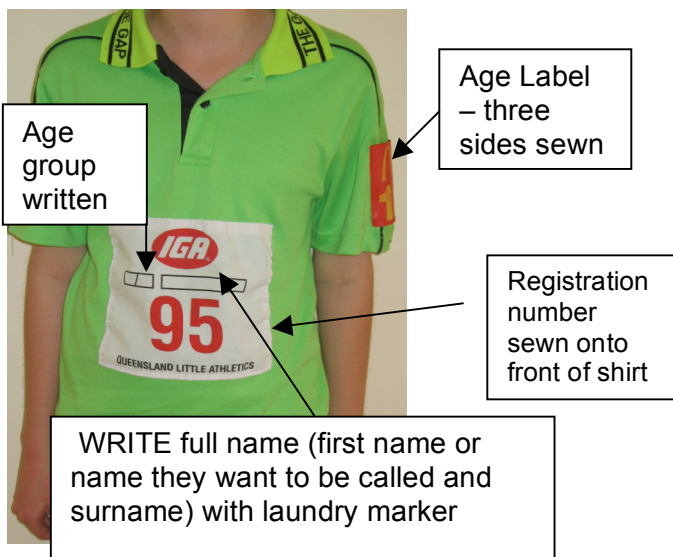 THE GAP
THE G
Age Label
– three
sides sewn
Age
group
written
IGA
95
QUEENSLAND LITTLE ATHLETICS
Registration
number
sewn onto
front of shirt
WRITE full name (first name or
name they want to be called and
surname) with laundry marker